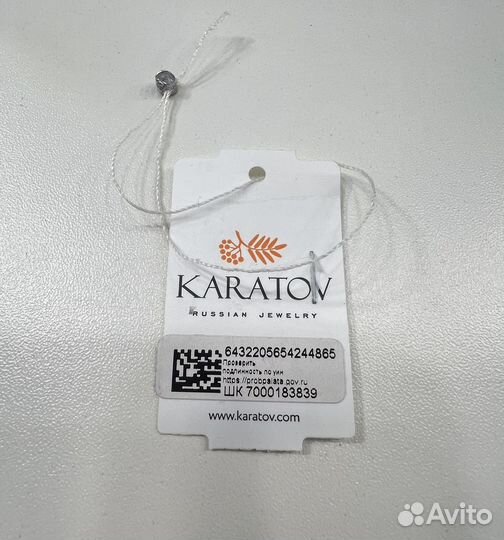 KARATOV
RUSSIAN JEWELRY
6432205654244865
Проверить
подлинность по уин
https://probpalata.gov.ru
ШК 7000183839
www.karatov.com
Avito